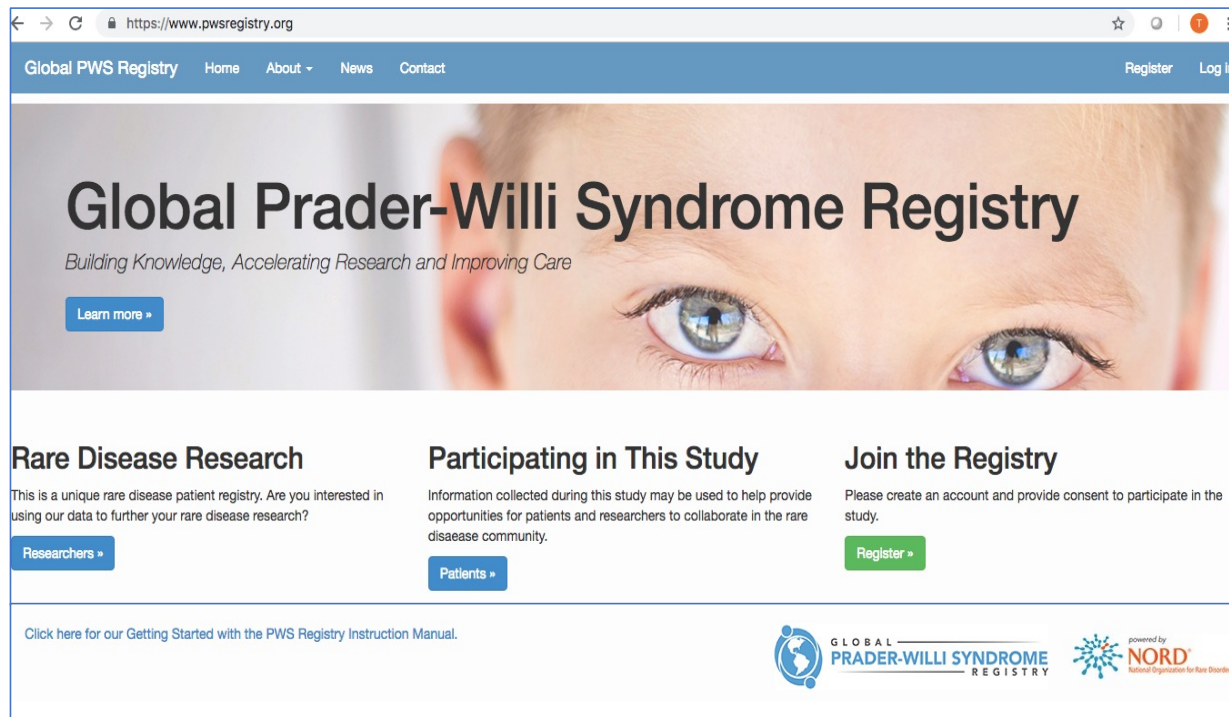 https://www.pwsregistry.org
T
Global PWS Registry Home About News Contact Register Log i
Global Prader-Willi Syndrome Registry
Building Knowledge, Accelerating Research and Improving Care
Learn more »
Rare Disease Research
This is a unique rare disease patient registry. Are you interested in
using our data to further your rare disease research?
Researchers »
Participating in This Study
Information collected during this study may be used to help provide
opportunities for patients and researchers to collaborate in the rare
disaease community.
Patients »
Join the Registry
Please create an account and provide consent to participate in the
study.
Register »
Click here for our Getting Started with the PWS Registry Instruction Manual.
GLOBAL
PRADER-WILLI SYNDROME
REGISTRY
powered by
NORD®
National Organization for Rare Disorde